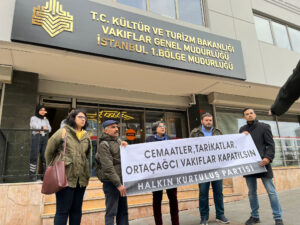 T.C. KÜLTÜR VE TURİZM BAKANLIĞI
VAKIFLAR GENEL MÜDÜRLÜĞÜ
İSTANBUL 1.BÖLGE MÜDÜRLÜĞÜ
CEMAATLER,TARİKATLAR,
ORTAÇAĞCI VAKIFLAR KAPATILSIN
HALKIN KURTULUŞ PARTİSİ